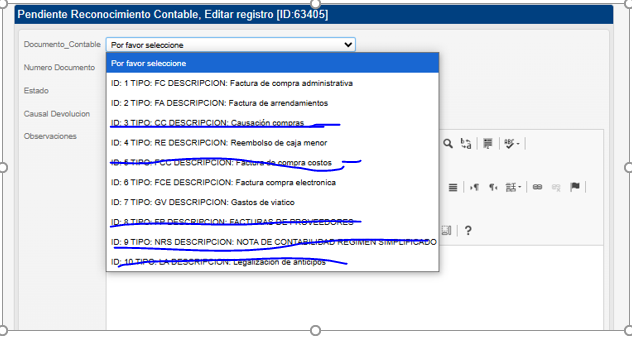 Pendiente Reconocimiento Contable, Editar registro [ID:63405]
Documento_Contable
Por favor seleccione
Por favor seleccione
Numero Documento
ID: 1 TIPO: FC DESCRIPCION: Factura de compra administrativa
Estado
ID: 2 TIPO: FA DESCRIPCION: Factura de arrendamientos
Causal Devolucion
ID: 3 TIPO: CC DESCRIPCION: Causación compras
Observaciones
ID: 4 TIPO: RE DESCRIPCION: Reembolso de caja menor
ID: 5 TIPO: FCC DESCRIPCION: Factura de compra costos
ID: 6 TIPO: FCE DESCRIPCION: Factura compra electronica
ID: 7 TIPO: GV DESCRIPCION: Gastos de viatico
ID: 8 TIPO: FP DESCRIPCION: FACTURAS DE PROVEEDORES
ID: 9 TIPO: NRS DESCRIPCION: NOTA DE CONTABILIDAD REGIMEN SIMPLIFICADO
ID: 10 TIPO: LA DESCRIPCION: Legalización de anticipos